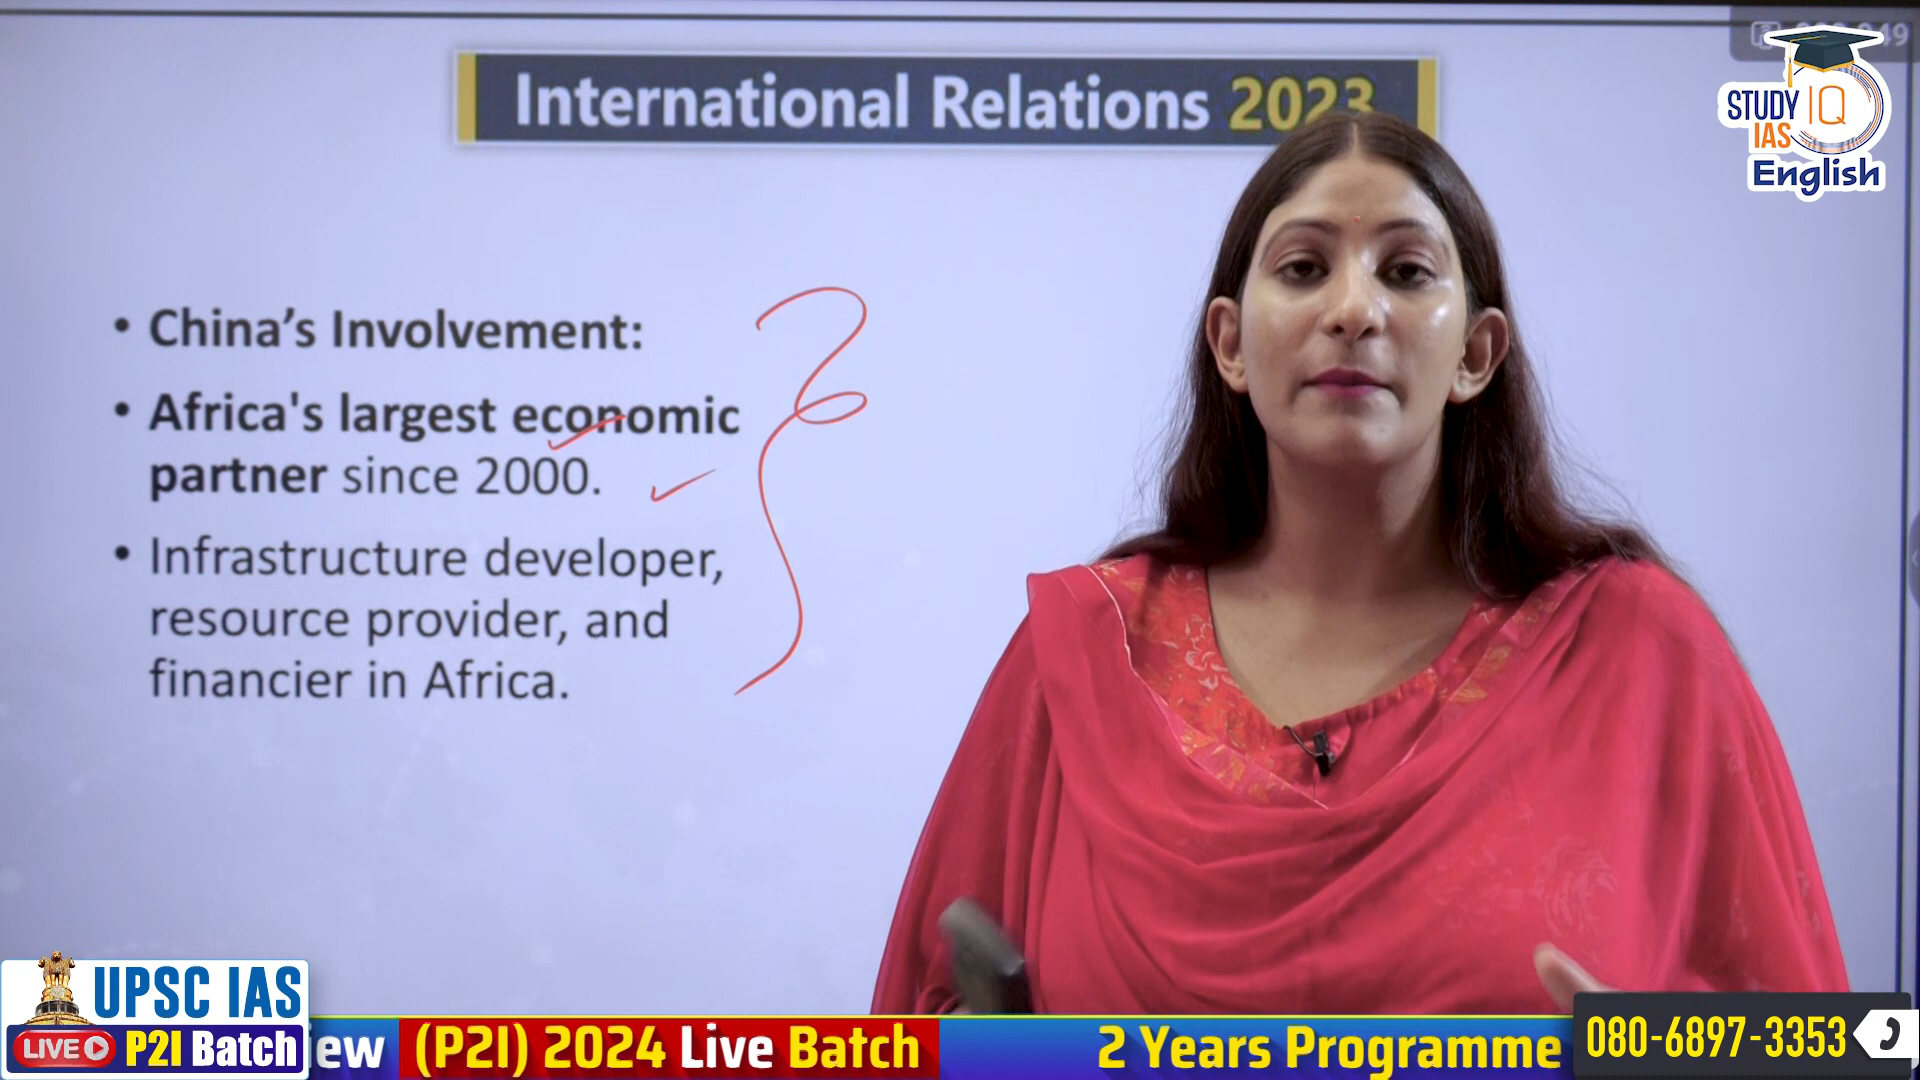 International Relations 2023
STUDY IQ
IAS
English
• China’s Involvement:
• Africa's largest economic
partner since 2000.
• Infrastructure developer,
resource provider, and
financier in Africa.
UPSC IAS
LIVE P2I Batch
iew (P2I) 2024 Live Batch 2 Years Programme
080-6897-3353